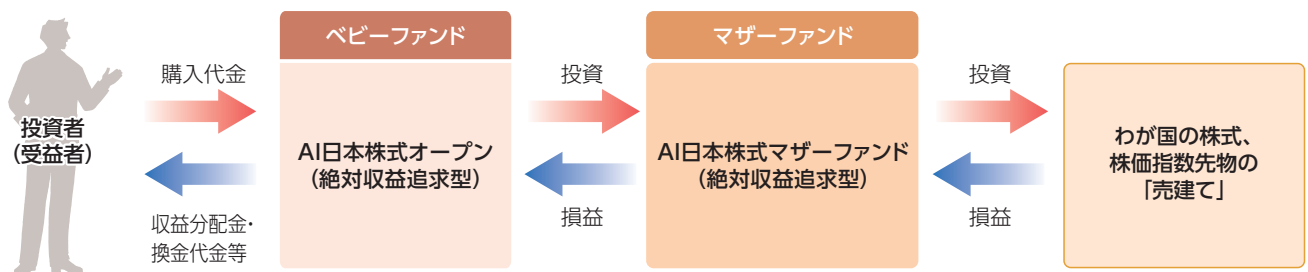 投資者
（受益者）
購入代金
収益分配金・
換金代金等
ベビーファンド
AI日本株式オープン
（絶対収益追求型）
投資
損益
マザーファンド
AI日本株式マザーファンド
（絶対収益追求型）
投資
損益
わが国の株式、
株価指数先物の
「売建て」